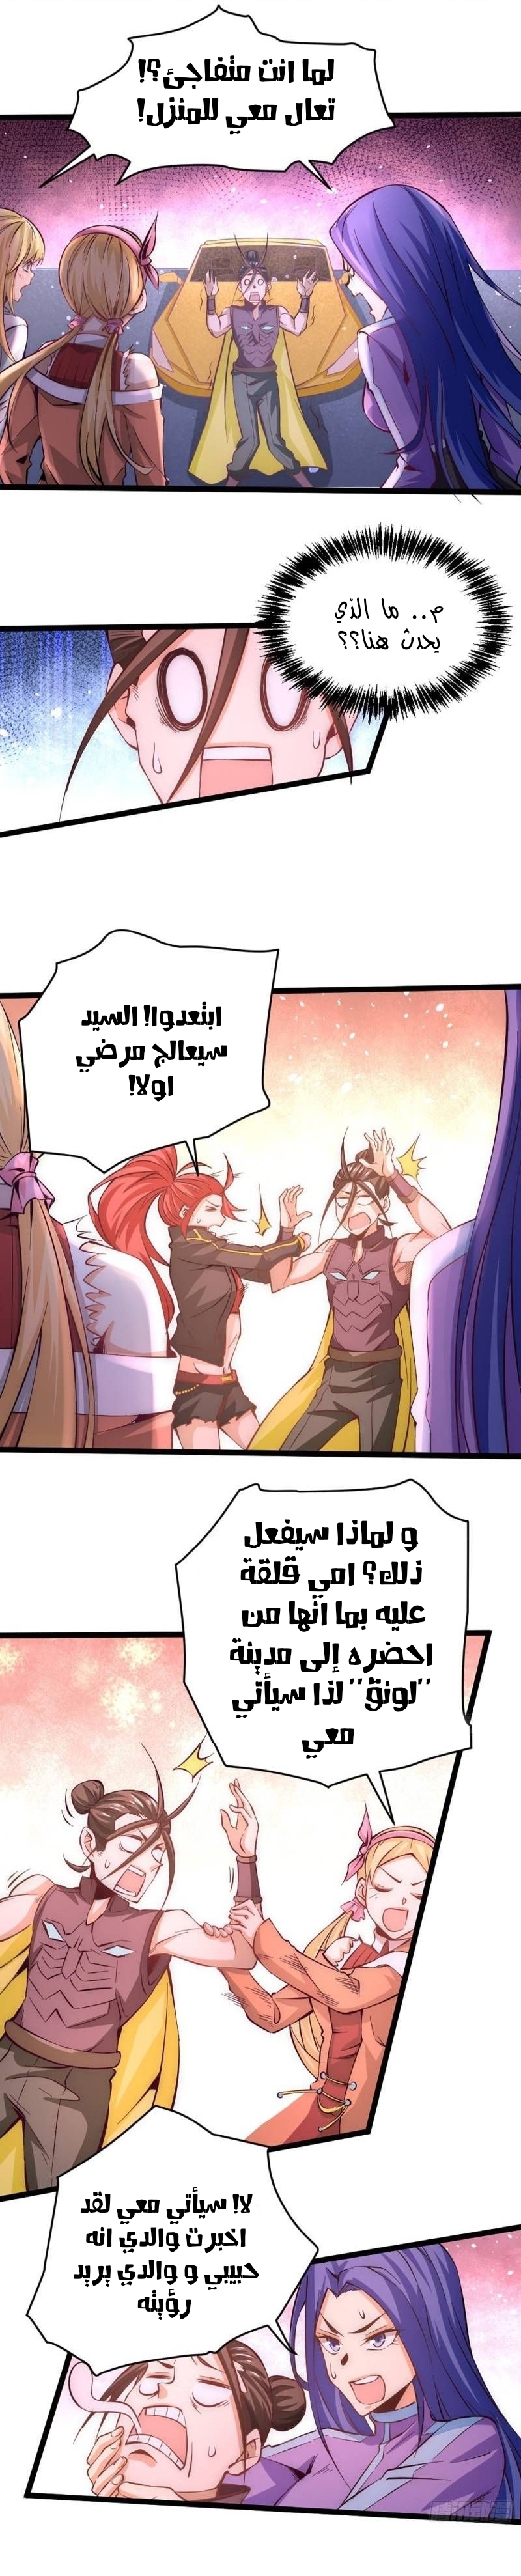 لما انت متفاجئ؟!
تعال معي للمنزل!
م.. ما الذي
يحدث هنا؟؟
ابتعدوا! السيد
سيعالج مرضي
اولا!
و لماذا سيفعل
ذلك؟ امي قلقة
عليه بما انها من
احضره إلى مدينة
"لونق" لذا سيأتي
معي
لا! سيأتي معي لقد
اخبرت والدي انه
حبيبي و والدي يريد
رؤيته